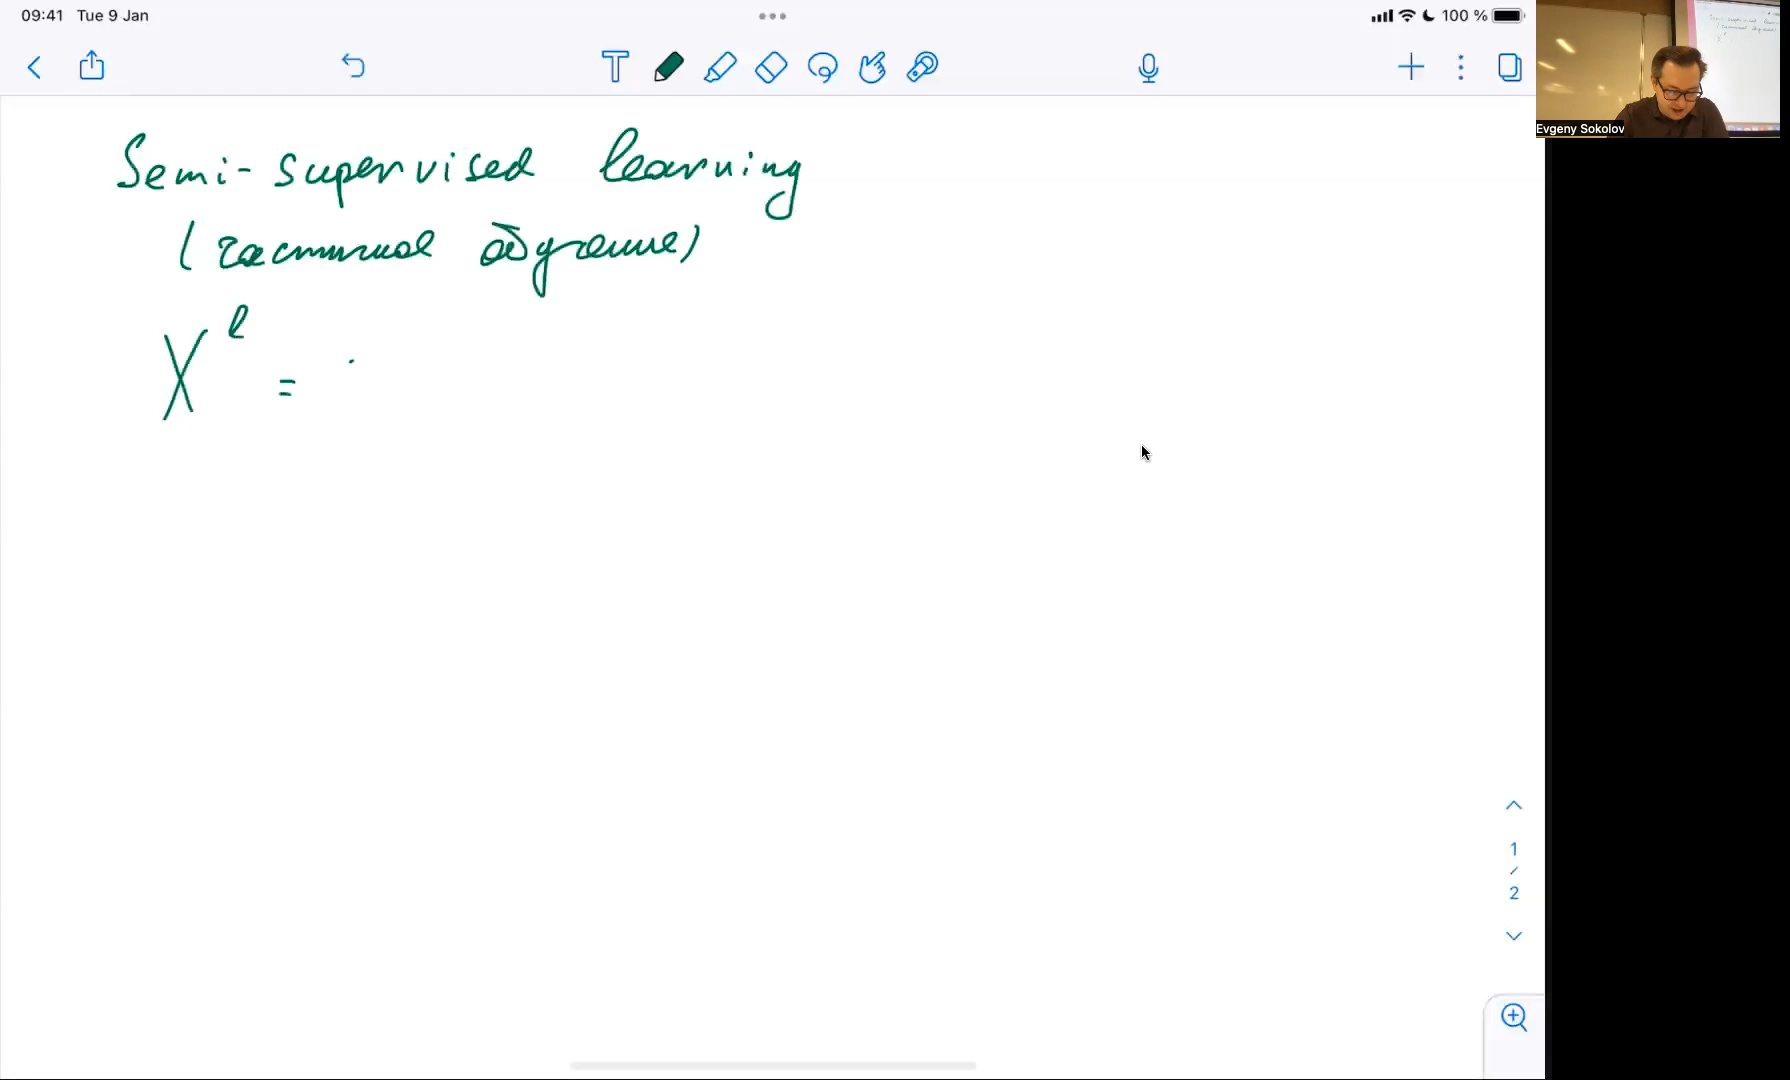 09:41 Tue 9 Jan 100 %
T
Evgeny Sokolov
Semi-supervised learning
(частичное обучение)
X^l =
1
/
2